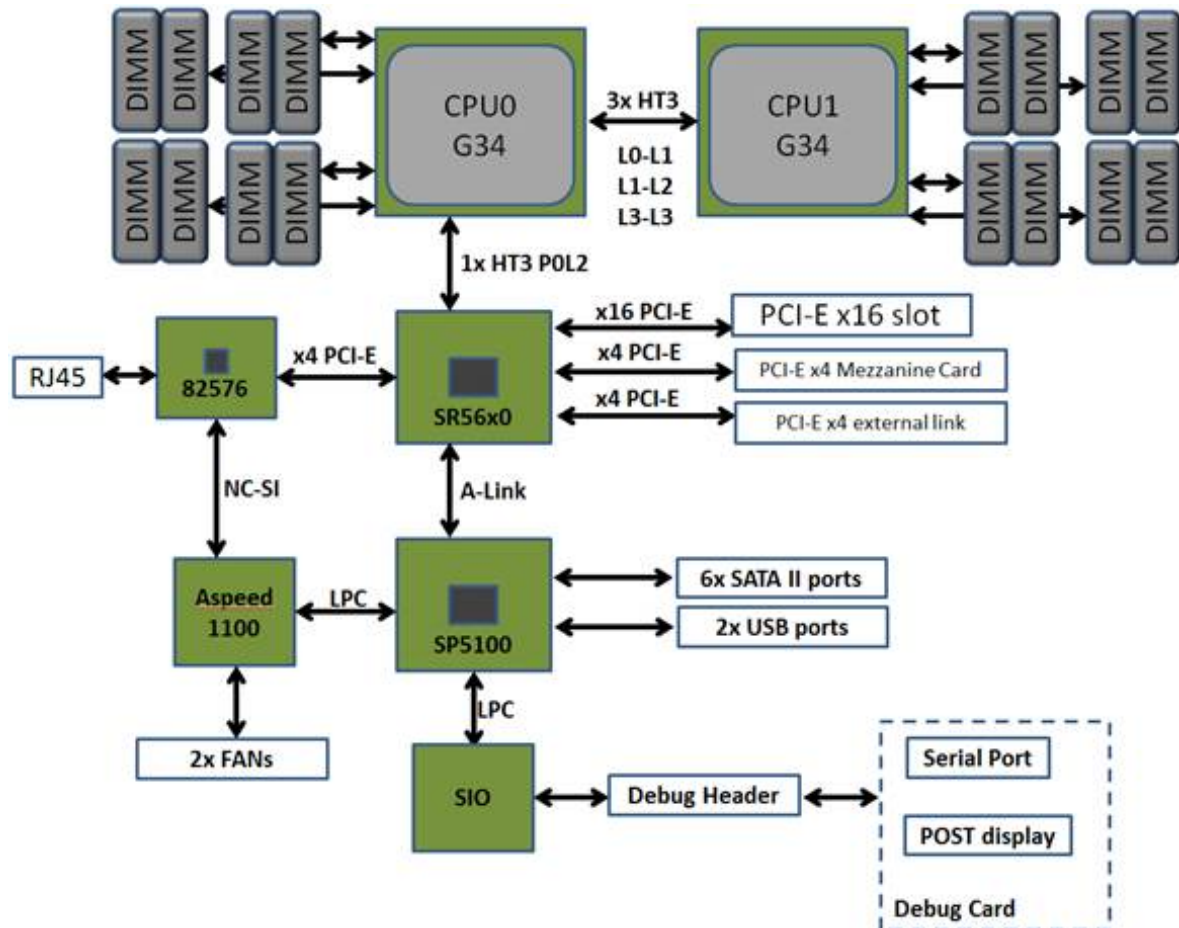 DIMM
DIMM
DIMM
DIMM
DIMM
DIMM
DIMM
DIMM
CPU0
G34
3x HT3
L0-L1
L1-L2
L3-L3
CPU1
G34
DIMM
DIMM
DIMM
DIMM
DIMM
DIMM
DIMM
DIMM
1x HT3 P0L2
RJ45
82576
x4 PCI-E
SR56x0
x16 PCI-E
PCI-E x16 slot
x4 PCI-E
PCI-E x4 Mezzanine Card
x4 PCI-E
PCI-E x4 external link
NC-SI
A-Link
Aspeed
1100
LPC
SP5100
6x SATA II ports
2x USB ports
2x FANs
LPC
SIO
Debug Header
Serial Port
POST display
Debug Card